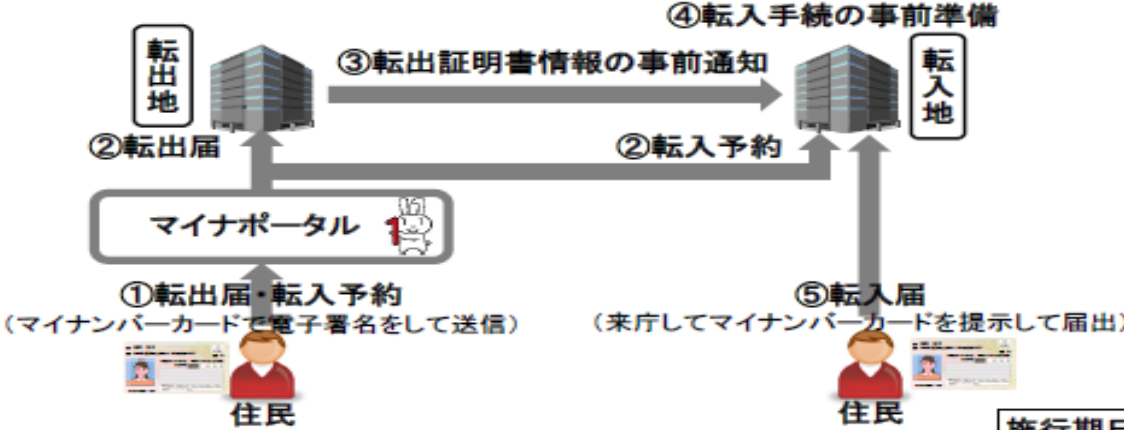 ④転入手続の事前準備
転出地
③転出証明書情報の事前通知
転入地
②転出届
②転入予約
マイナポータル
1
①転出届・転入予約
(マイナンバーカードで電子署名をして送信)
⑤転入届
(来庁してマイナンバーカードを提示して届出)
住民
住民
施行期日